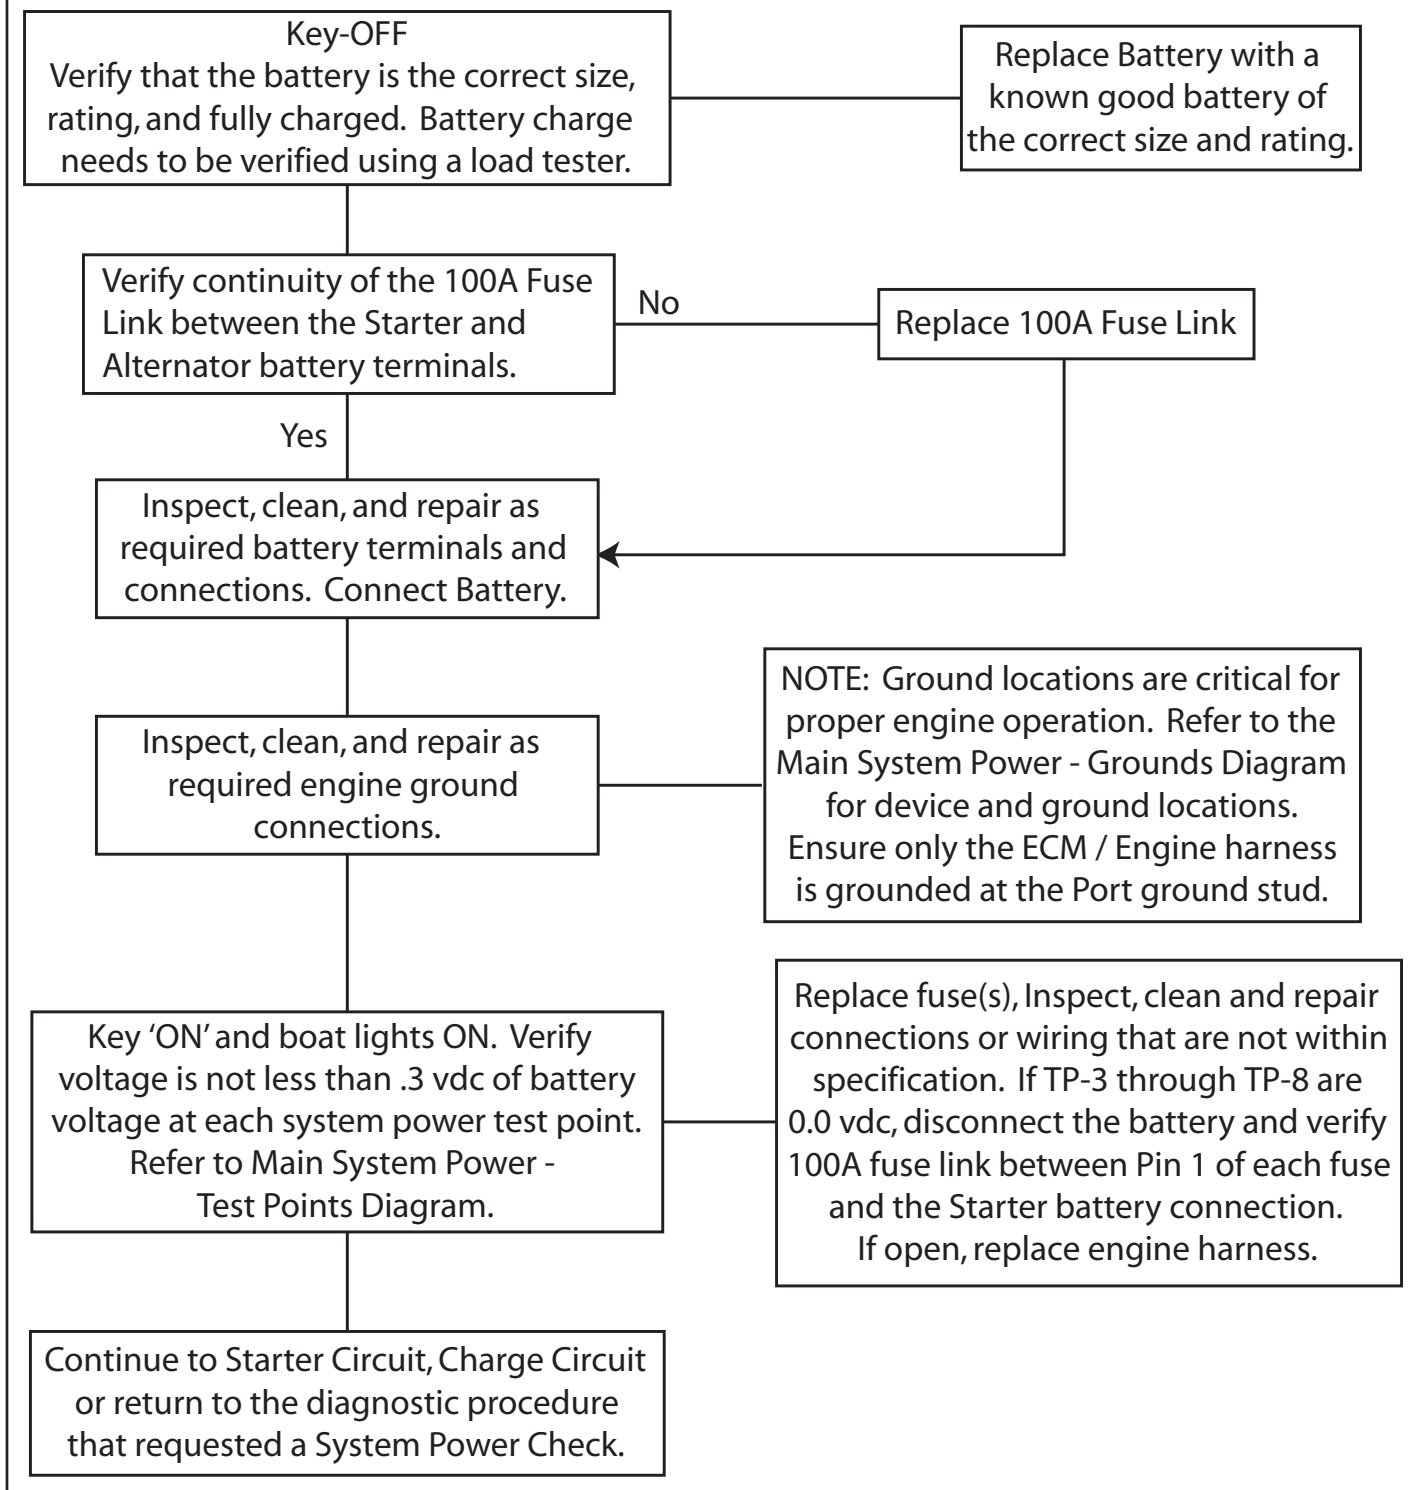 Key-OFF
Verify that the battery is the correct size,
rating, and fully charged.  Battery charge
needs to be verified using a load tester.
Replace Battery with a
known good battery of
the correct size and rating.
Verify continuity of the 100A Fuse
Link between the Starter and
Alternator battery terminals.
No
Replace 100A Fuse Link
Yes
Inspect, clean, and repair as
required battery terminals and
connections.  Connect Battery.
Inspect, clean, and repair as
required engine ground
connections.
NOTE:  Ground locations are critical for
proper engine operation.  Refer to the
Main System Power - Grounds Diagram
for device and ground locations.
Ensure only the ECM / Engine harness
is grounded at the Port ground stud.
Key ‘ON’ and boat lights ON.  Verify
voltage is not less than .3 vdc of battery
voltage at each system power test point.
Refer to Main System Power -
Test Points Diagram.
Replace fuse(s), Inspect, clean and repair
connections or wiring that are not within
specification.  If TP-3 through TP-8 are
0.0 vdc, disconnect the battery and verify
100A fuse link between Pin 1 of each fuse
and the Starter battery connection.
If open, replace engine harness.
Continue to Starter Circuit, Charge Circuit
or return to the diagnostic procedure
that requested a System Power Check.